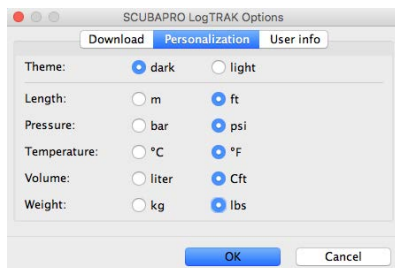 SCUBAPRO LogTRAK Options
Download Personalization User info
Theme: dark light
Length: m ft
Pressure: bar psi
Temperature: °C °F
Volume: liter Cft
Weight: kg lbs
OK Cancel